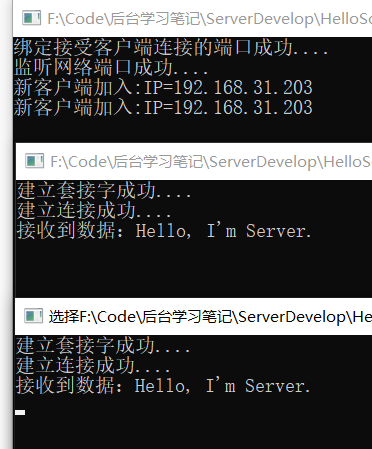 F:\Code\后台学习笔记\ServerDevelop\HelloSo
绑定接受客户端连接的端口成功....
监听网络端口成功....
新客户端加入:IP=192.168.31.203
新客户端加入:IP=192.168.31.203
F:\Code\后台学习笔记\ServerDevelop\HelloS
建立套接字成功....
建立连接成功....
接收到数据: Hello, I'm Server.
选择F:\Code\后台学习笔记\ServerDevelop\He
建立套接字成功....
建立连接成功....
接收到数据: Hello, I'm Server.